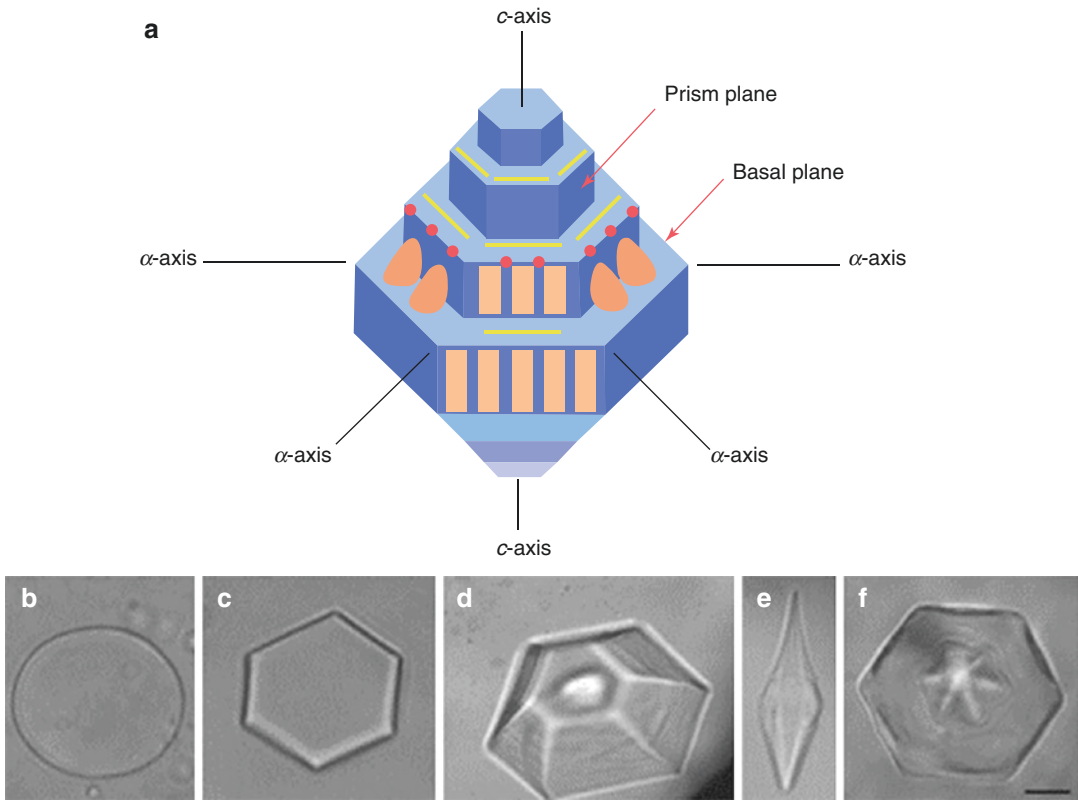 a
c-axis
Prism plane
Basal plane
α-axis
α-axis
α-axis
α-axis
c-axis
b
c
d
e
f